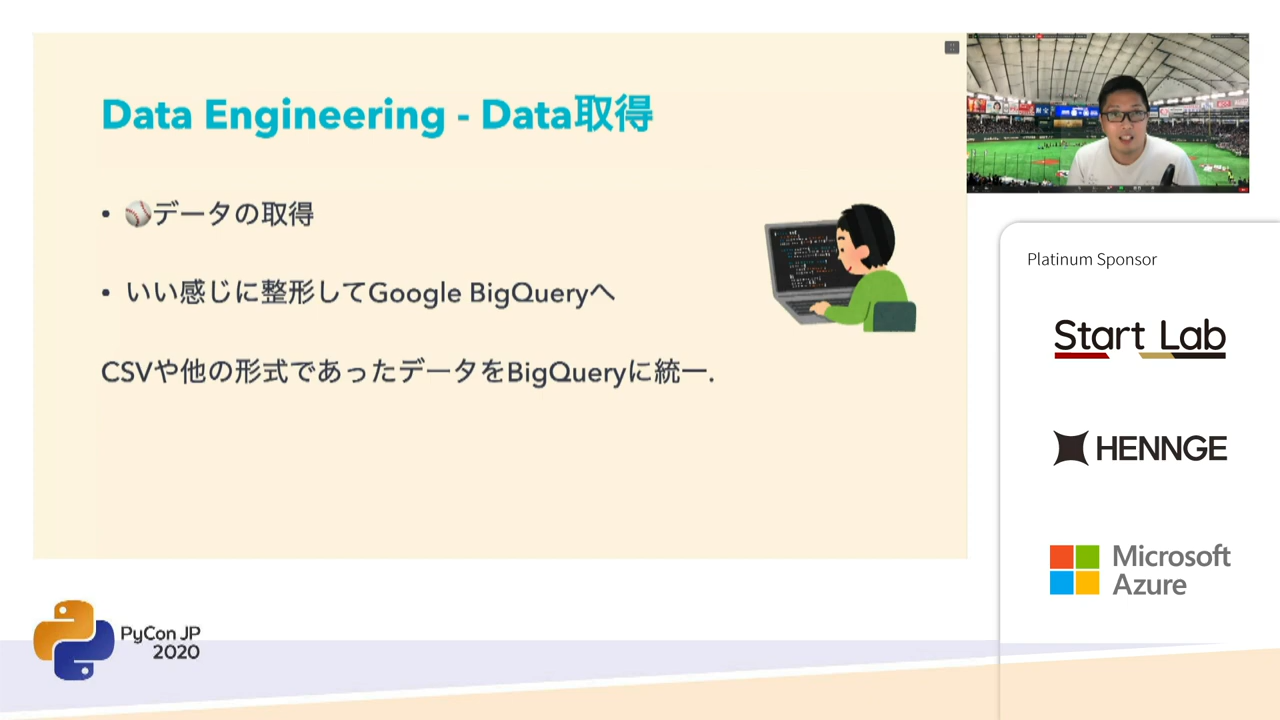 Data Engineering - Data取得
• ⚾データの取得
• いい感じに整形してGoogle BigQueryへ
CSVや他の形式であったデータをBigQueryに統一.
Platinum Sponsor
Start Lab
HENNGE
Microsoft
Azure
PyCon JP
2020